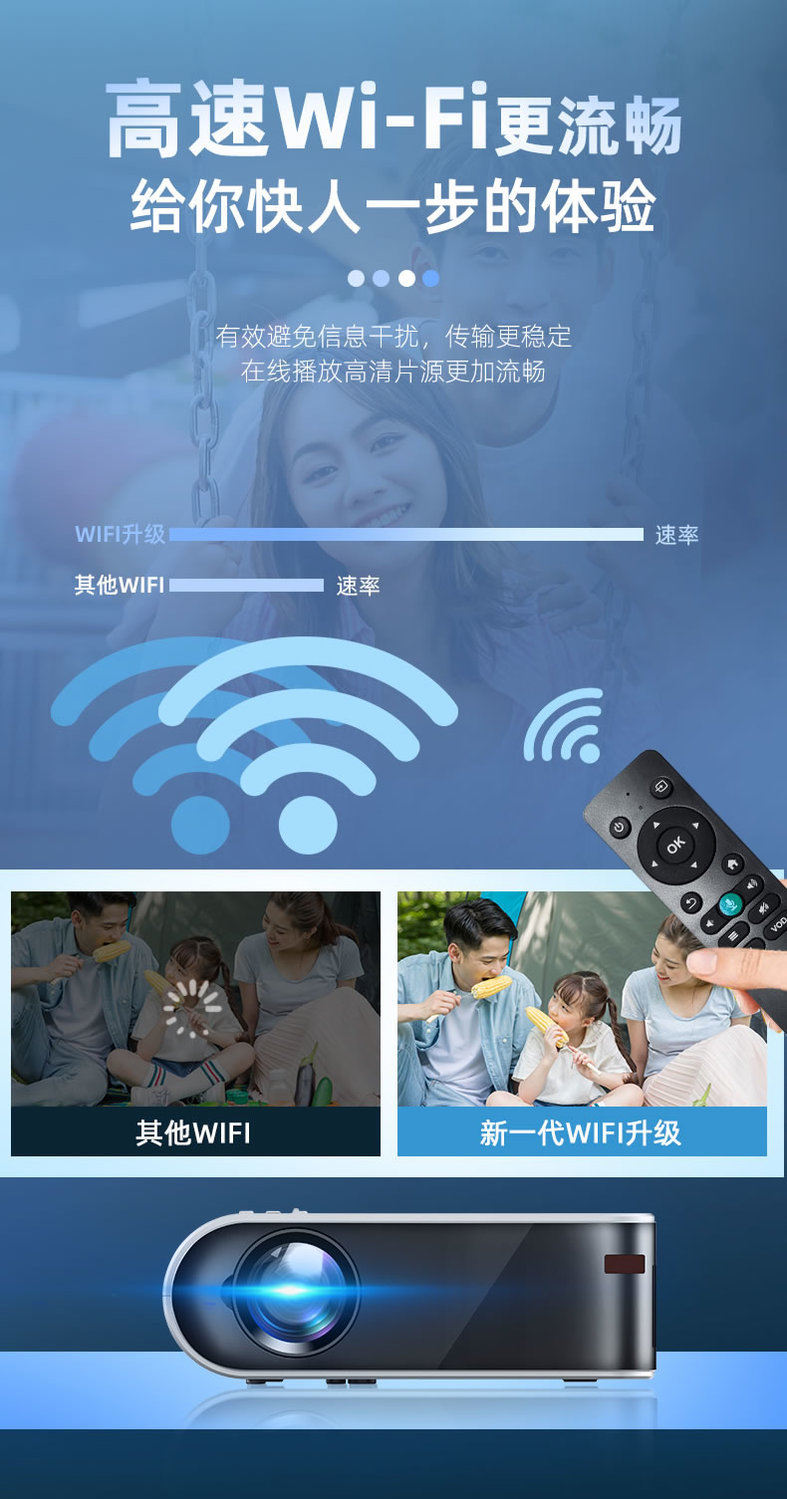 高速Wi-Fi更流畅
给你快人一步的体验
有效避免信息干扰，传输更稳定
在线播放高清片源更加流畅
WIFI升级 速率
其他WIFI 速率
OK
VOD
其他WIFI
新一代WIFI升级